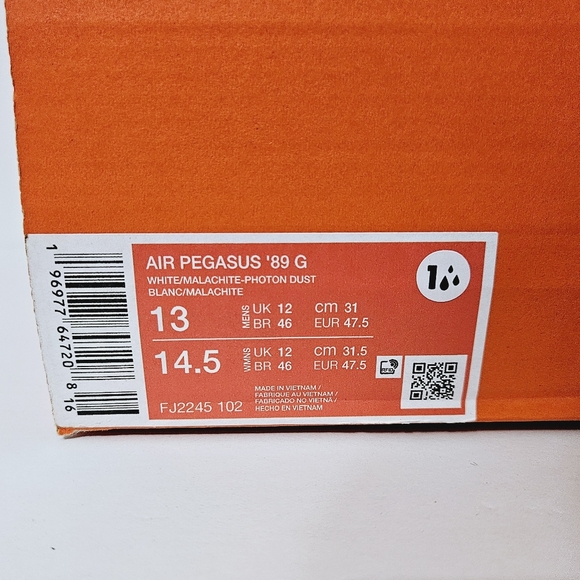 AIR PEGASUS '89 G
WHITE/MALACHITE-PHOTON DUST
BLANC/MALACHITE
13 MENS UK 12 CM 31
BR 46 EUR 47.5
14.5 WMNS UK 12 CM 31.5
BR 46 EUR 47.5
MADE IN VIETNAM /
FABRIQUE AU VIETNAM /
FABRICADO NO VIETNÃ /
HECHO EN VIETNAM
FJ2245 102
1
RFID
1 96977 64720 8 16